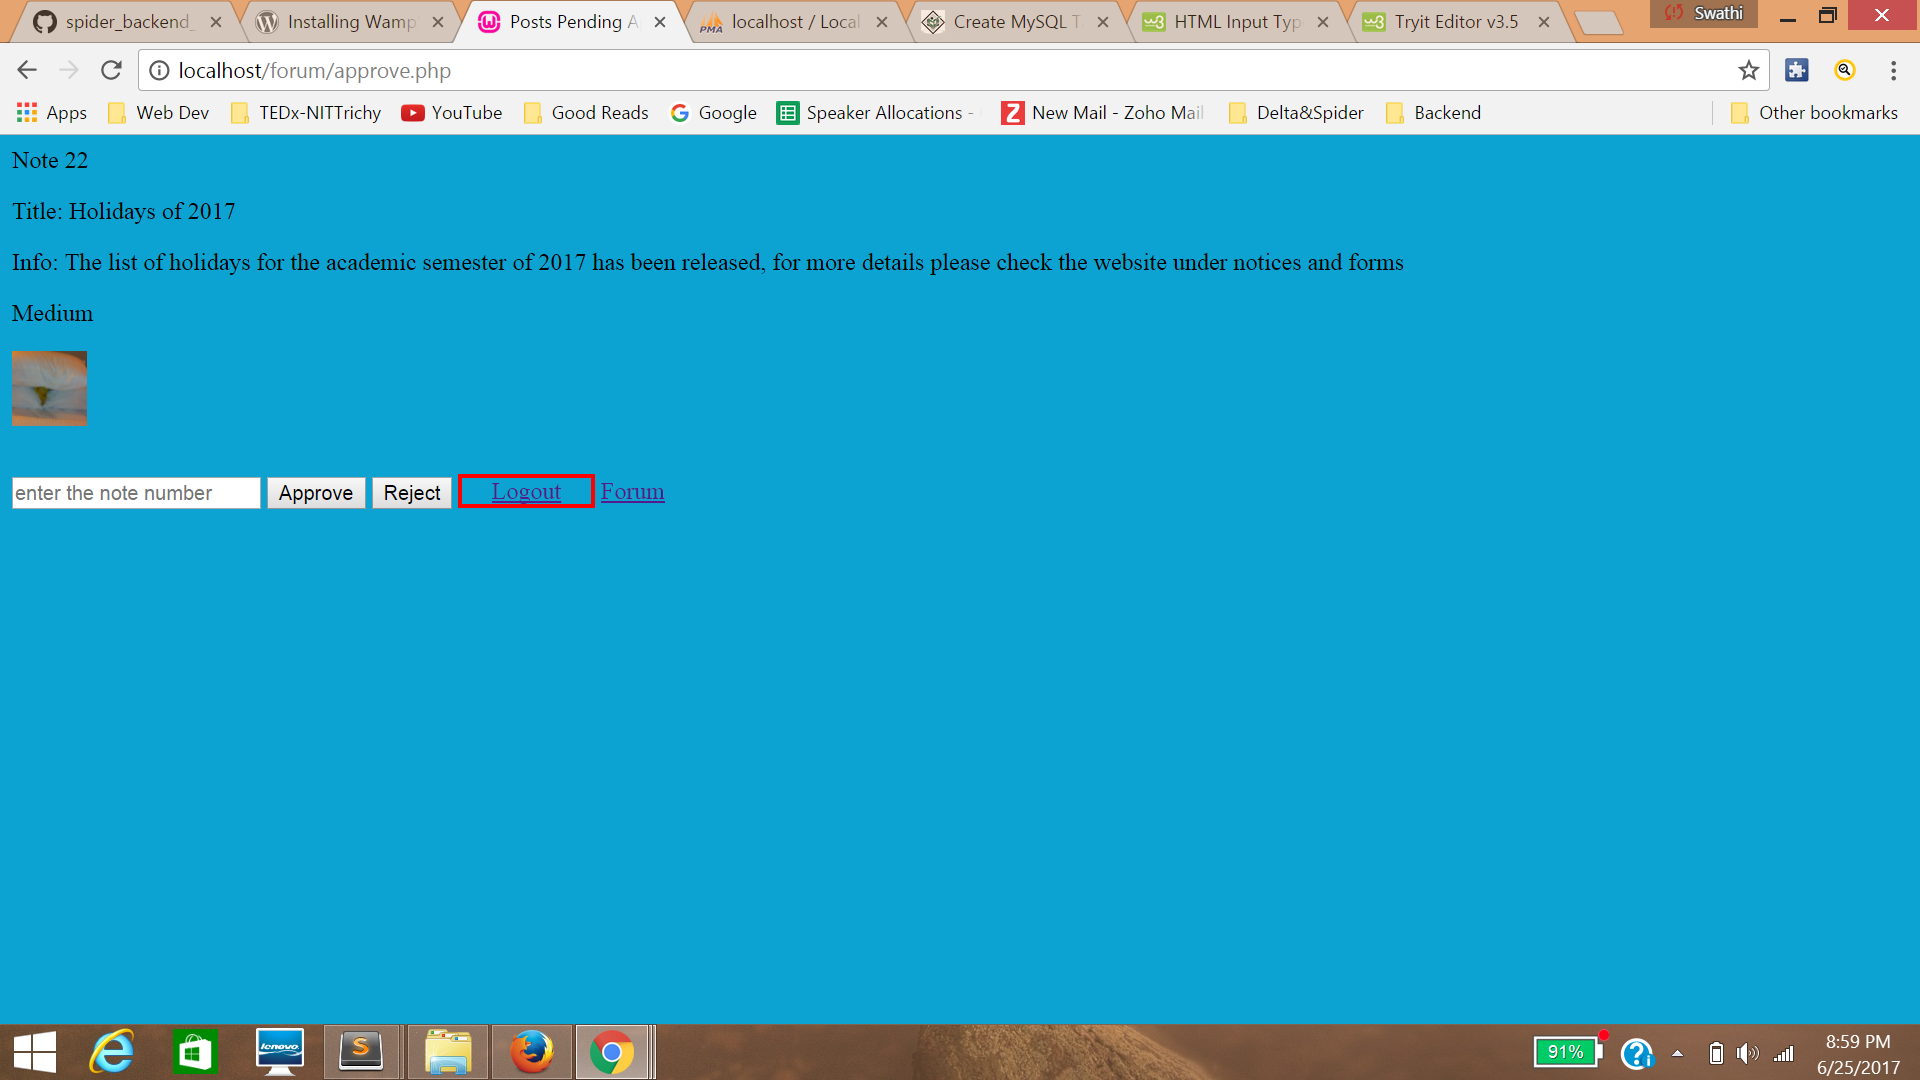 spider_backend_
Installing Wamp
Posts Pending A
localhost / Local
Create MySQL T
HTML Input Typ
Tryit Editor v3.5
Swathi
localhost/forum/approve.php
Apps
Web Dev
TEDx-NITTrichy
YouTube
Good Reads
Google
Speaker Allocations -
New Mail - Zoho Mail
Delta&Spider
Backend
Other bookmarks
Note 22
Title: Holidays of 2017
Info: The list of holidays for the academic semester of 2017 has been released, for more details please check the website under notices and forms
Medium
enter the note number Approve Reject Logout Forum
lenovo
91%
8:59 PM
6/25/2017